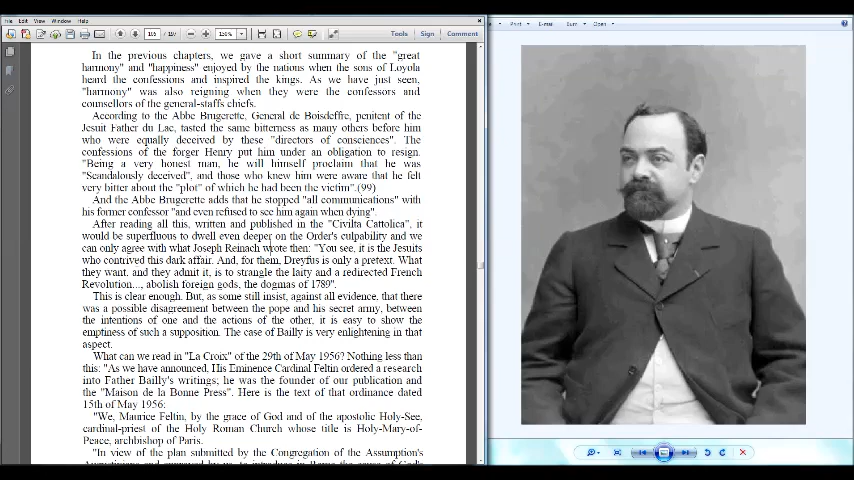 File Edit View Window Help
Print E-mail Burn Open
105 / 197
136%
Tools Sign Comment
In the previous chapters, we gave a short summary of the "great
harmony" and "happiness" enjoyed by the nations when the sons of Loyola
heard the confessions and inspired the kings. As we have just seen,
"harmony" was also reigning when they were the confessors and
counsellors of the general-staffs chiefs.
According to the Abbe Brugerette, General de Boisdeffre, penitent of the
Jesuit Father du Lac, tasted the same bitterness as many others before him
who were equally deceived by these "directors of consciences". The
confessions of the forger Henry put him under an obligation to resign.
"Being a very honest man, he will himself proclaim that he was
"Scandalously deceived", and those who knew him were aware that he felt
very bitter about the "plot" of which he had been the victim".(99)
And the Abbe Brugerette adds that he stopped "all communications" with
his former confessor "and even refused to see him again when dying".
After reading all this, written and published in the "Civilta Cattolica", it
would be superfluous to dwell even deeper on the Order's culpability and we
can only agree with what Joseph Reinach wrote then: "You see, it is the Jesuits
who contrived this dark affair. And, for them, Dreyfus is only a pretext. What
they want, and they admit it, is to strangle the laity and a redirected French
Revolution..., abolish foreign gods, the dogmas of 1789".
This is clear enough. But, as some still insist, against all evidence, that there
was a possible disagreement between the pope and his secret army, between
the intentions of one and the actions of the other, it is easy to show the
emptiness of such a supposition. The case of Bailly is very enlightening in that
aspect.
What can we read in "La Croix" of the 29th of May 1956? Nothing less than
this: "As we have announced, His Eminence Cardinal Feltin ordered a research
into Father Bailly's writings; he was the founder of our publication and
the "Maison de la Bonne Press". Here is the text of that ordinance dated
15th of May 1956:
"We, Maurice Feltin, by the grace of God and of the apostolic Holy-See,
cardinal-priest of the Holy Roman Church whose title is Holy-Mary-of-
Peace, archbishop of Paris.
"In view of the plan submitted by the Congregation of the Assumption's